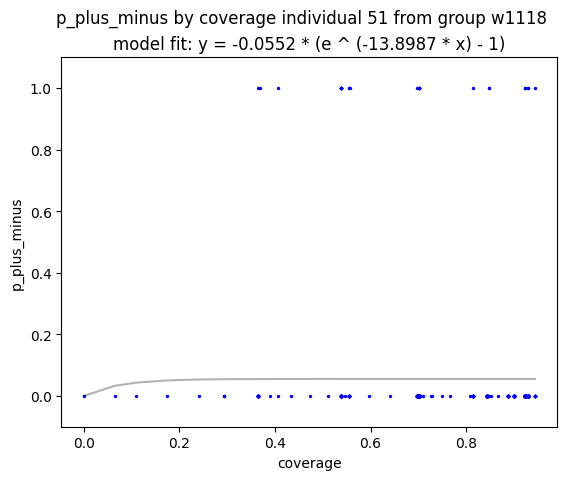 p_plus_minus by coverage individual 51 from group w1118
model fit: y = -0.0552 * (e ^ (-13.8987 * x) - 1)
1.0
0.8
0.6
0.4
0.2
0.0
p_plus_minus
0.0 0.2 0.4 0.6 0.8
coverage